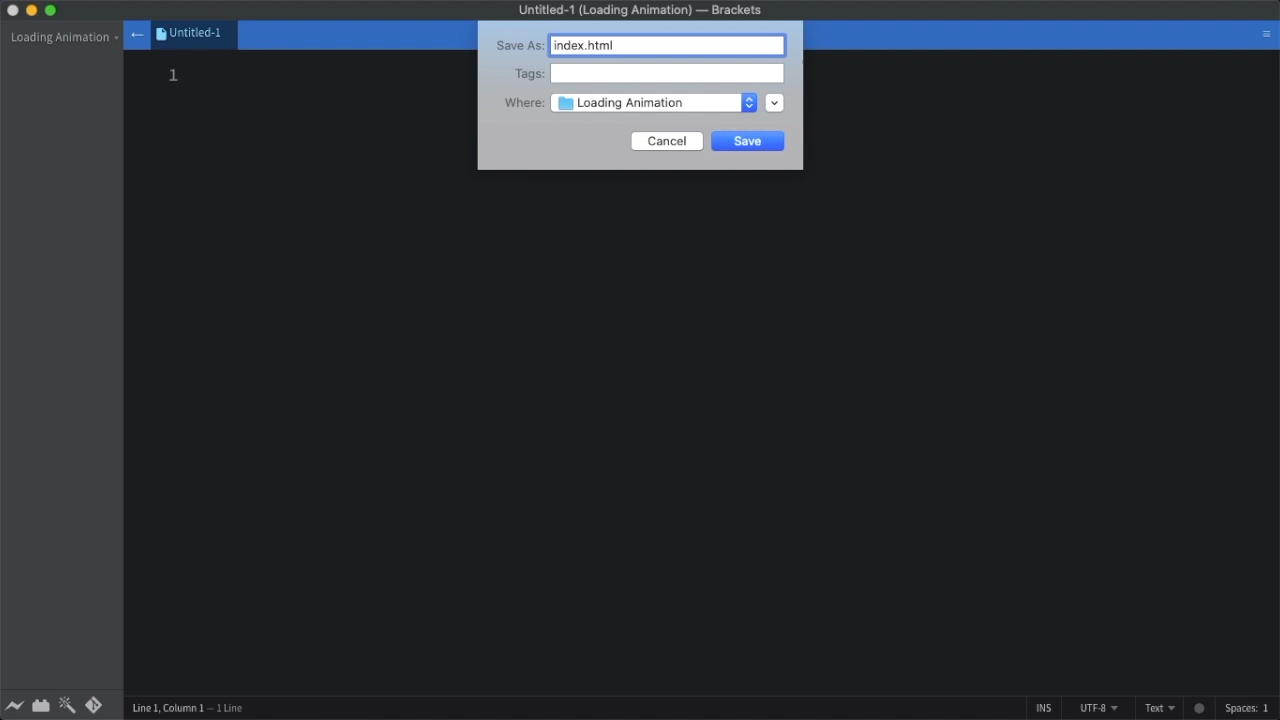 Untitled-1 (Loading Animation) — Brackets
Loading Animation
Untitled-1
Save As: index.html
Tags:
Where: Loading Animation
Cancel Save
1
Line 1, Column 1 — 1 Line
INS UTF-8 Text Spaces: 1